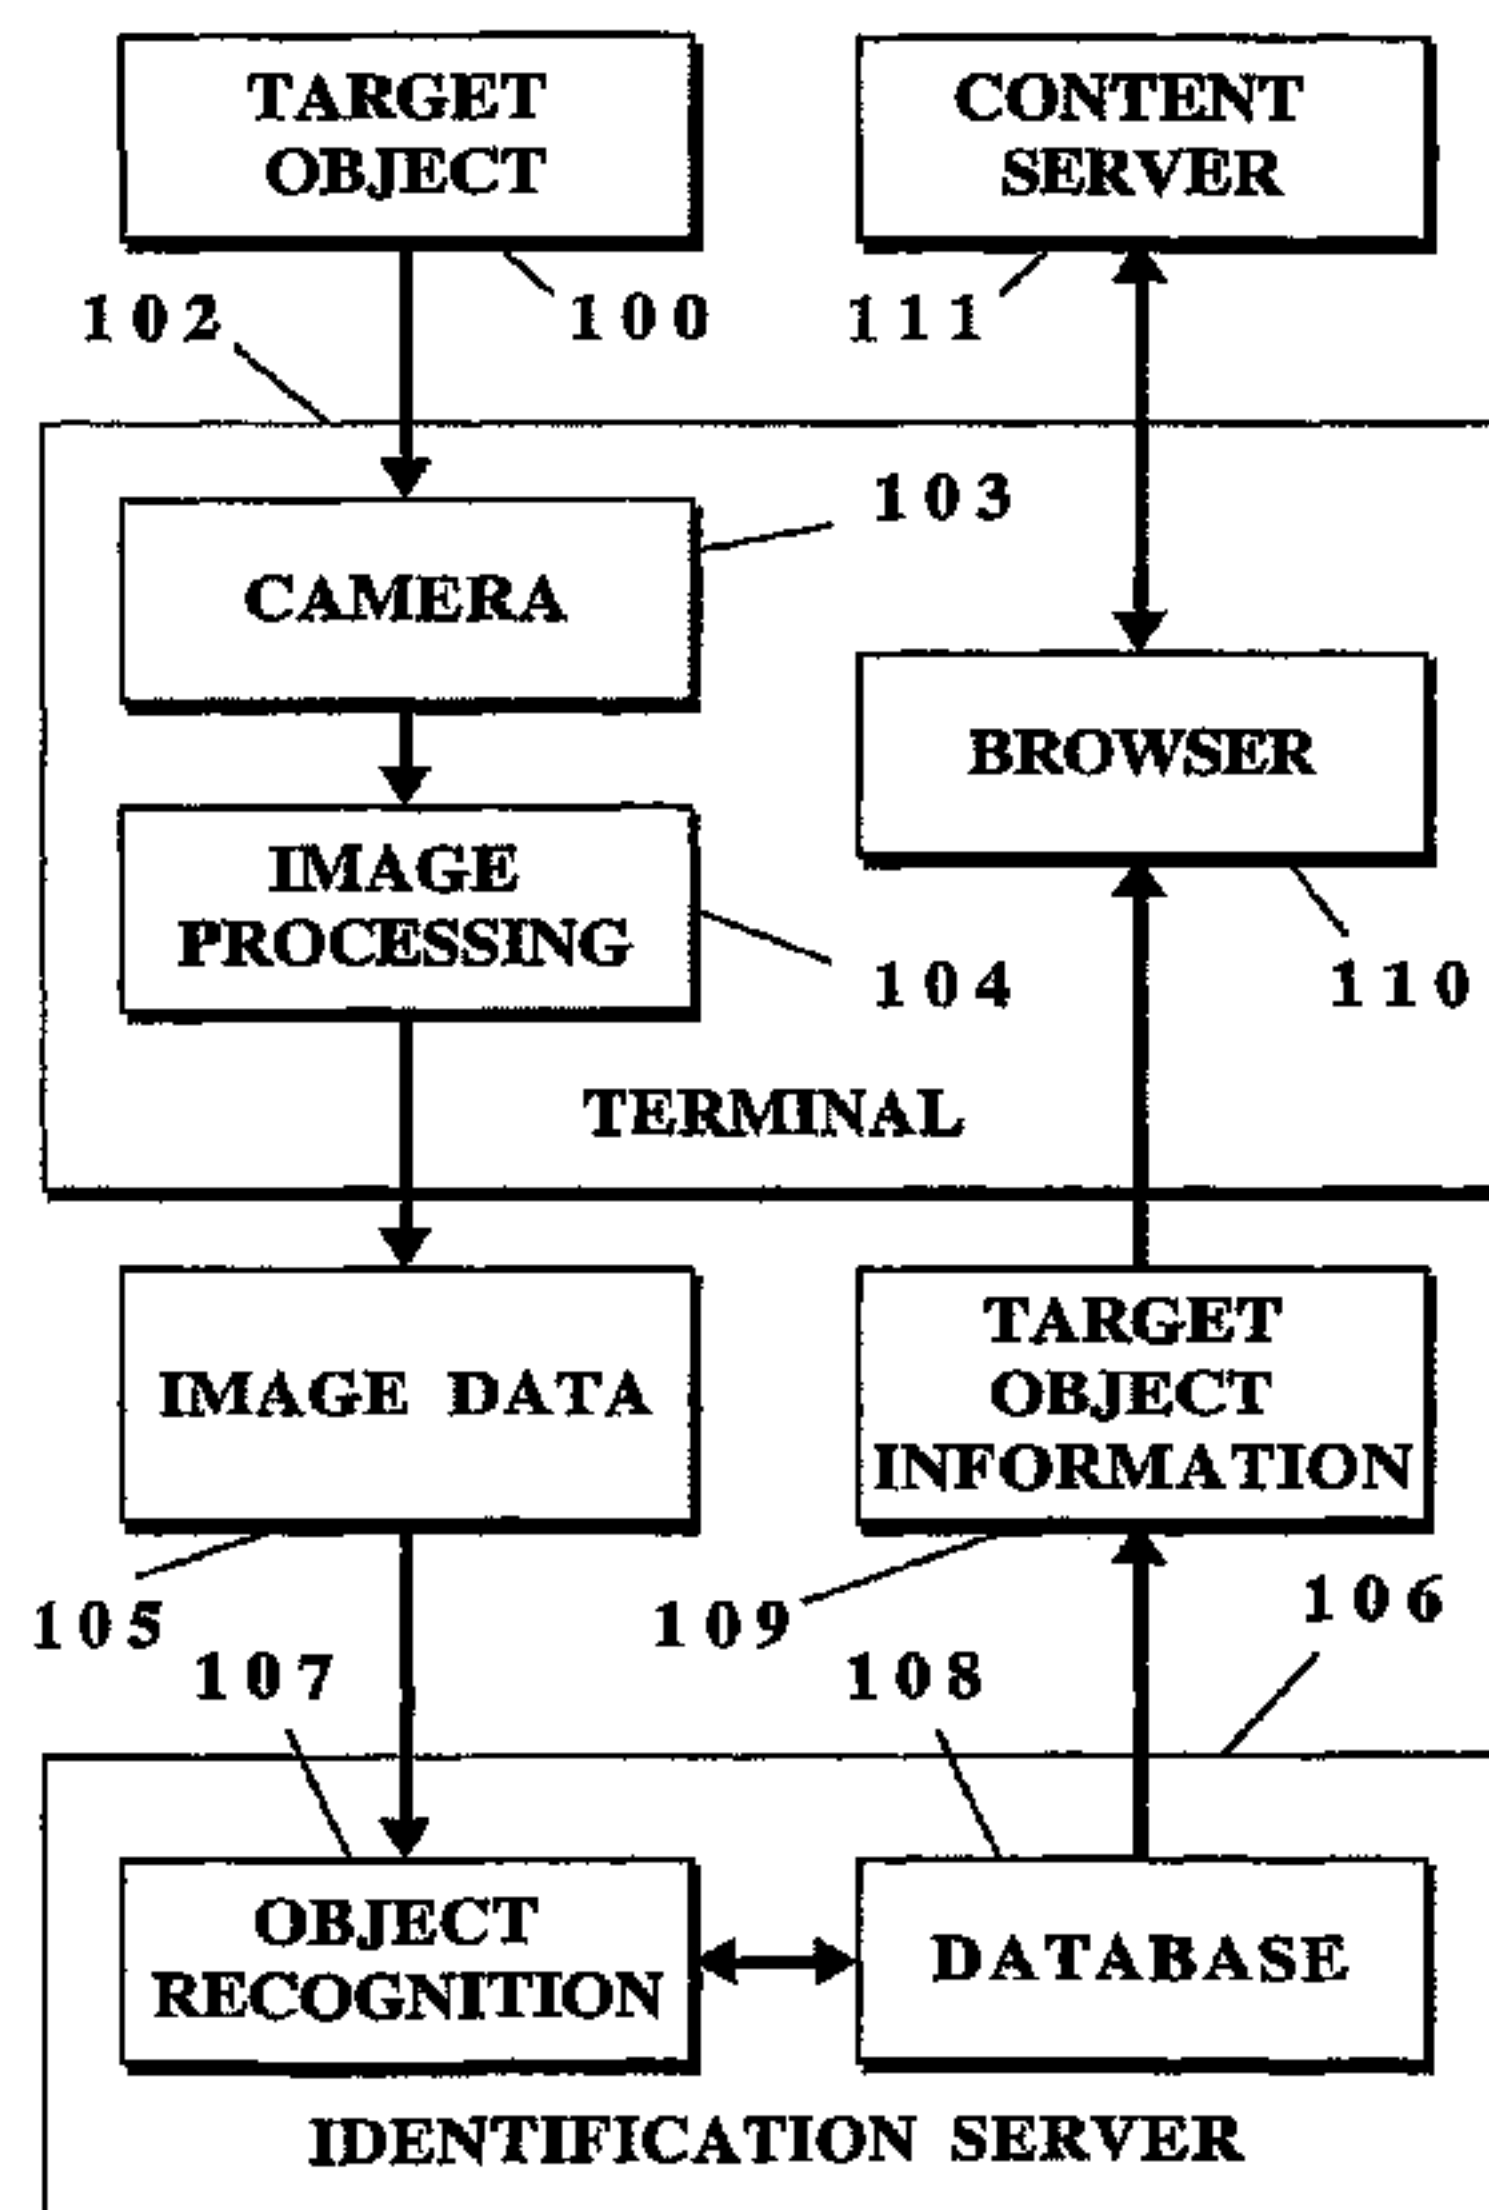 TARGET
OBJECT
CONTENT
SERVER
102
100
111
103
CAMERA
BROWSER
IMAGE
PROCESSING
104
110
TERMINAL
IMAGE DATA
TARGET
OBJECT
INFORMATION
105
109
106
107
108
OBJECT
RECOGNITION
DATABASE
IDENTIFICATION SERVER